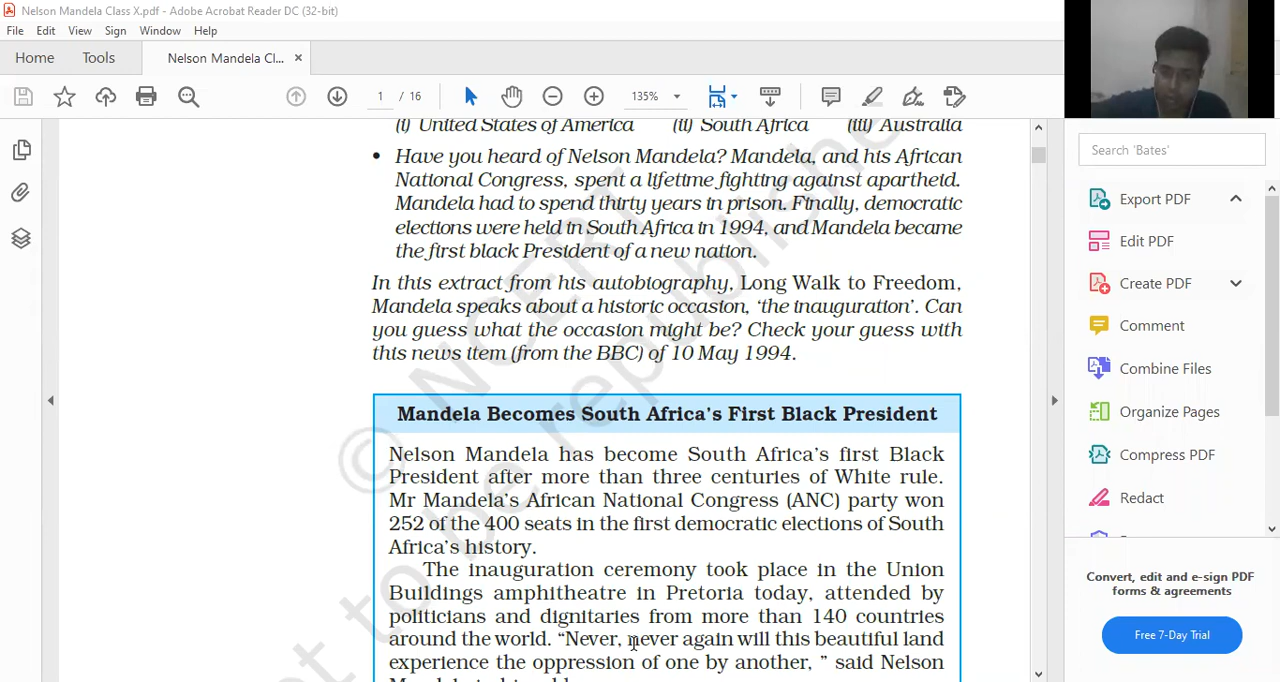 Nelson Mandela Class X.pdf - Adobe Acrobat Reader DC (32-bit)
File Edit View Sign Window Help
Home Tools Nelson Mandela Cl... ×
1 / 16 135%
(i) United States of America (ii) South Africa (iii) Australia
• Have you heard of Nelson Mandela? Mandela, and his African
National Congress, spent a lifetime fighting against apartheid.
Mandela had to spend thirty years in prison. Finally, democratic
elections were held in South Africa in 1994, and Mandela became
the first black President of a new nation.
In this extract from his autobiography, Long Walk to Freedom,
Mandela speaks about a historic occasion, ‘the inauguration’. Can
you guess what the occasion might be? Check your guess with
this news item (from the BBC) of 10 May 1994.
Mandela Becomes South Africa’s First Black President
Nelson Mandela has become South Africa’s first Black
President after more than three centuries of White rule.
Mr Mandela’s African National Congress (ANC) party won
252 of the 400 seats in the first democratic elections of South
Africa’s history.
The inauguration ceremony took place in the Union
Buildings amphitheatre in Pretoria today, attended by
politicians and dignitaries from more than 140 countries
around the world. “Never, never again will this beautiful land
experience the oppression of one by another, ” said Nelson
© NCERT
not to be republished
Search 'Bates'
Export PDF
Edit PDF
Create PDF
Comment
Combine Files
Organize Pages
Compress PDF
Redact
Convert, edit and e-sign PDF
forms & agreements
Free 7-Day Trial